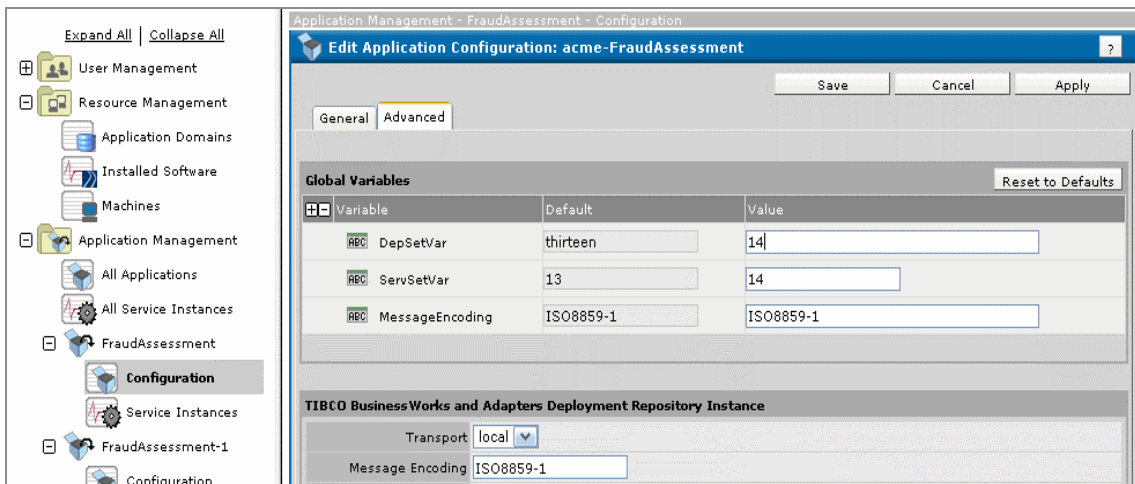 Expand All | Collapse All
User Management
Resource Management
Application Domains
Installed Software
Machines
Application Management
All Applications
All Service Instances
FraudAssessment
Configuration
Service Instances
FraudAssessment-1
Configuration
Application Management - FraudAssessment - Configuration
Edit Application Configuration: acme-FraudAssessment ?
Save Cancel Apply
General Advanced
Global Variables Reset to Defaults
Variable Default Value
ABC DepSetVar thirteen 14
ABC ServSetVar 13 14
ABC MessageEncoding ISO8859-1 ISO8859-1
TIBCO BusinessWorks and Adapters Deployment Repository Instance
Transport local
Message Encoding ISO8859-1